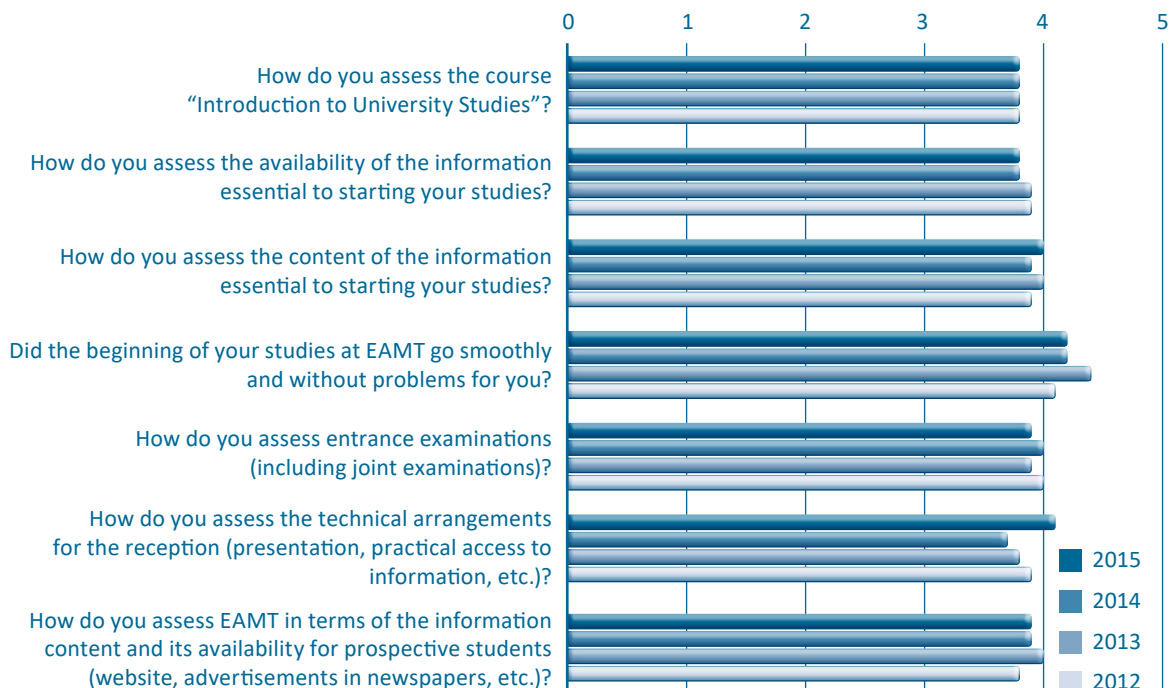 0 1 2 3 4 5
How do you assess the course
“Introduction to University Studies”?
How do you assess the availability of the information
essential to starting your studies?
How do you assess the content of the information
essential to starting your studies?
Did the beginning of your studies at EAMT go smoothly
and without problems for you?
How do you assess entrance examinations
(including joint examinations)?
How do you assess the technical arrangements
for the reception (presentation, practical access to
information, etc.)?
How do you assess EAMT in terms of the information
content and its availability for prospective students
(website, advertisements in newspapers, etc.)?
2015
2014
2013
2012